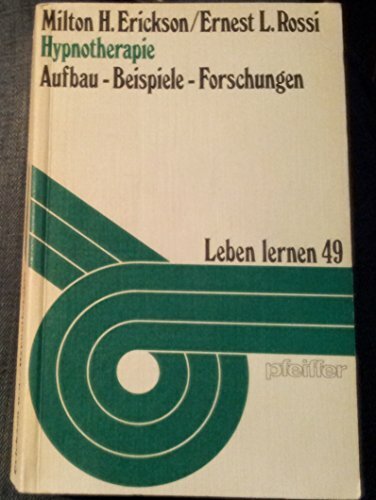 Milton H. Erickson/Ernest L. Rossi
Hypnotherapie
Aufbau - Beispiele - Forschungen
Leben lernen 49
pfeiffer